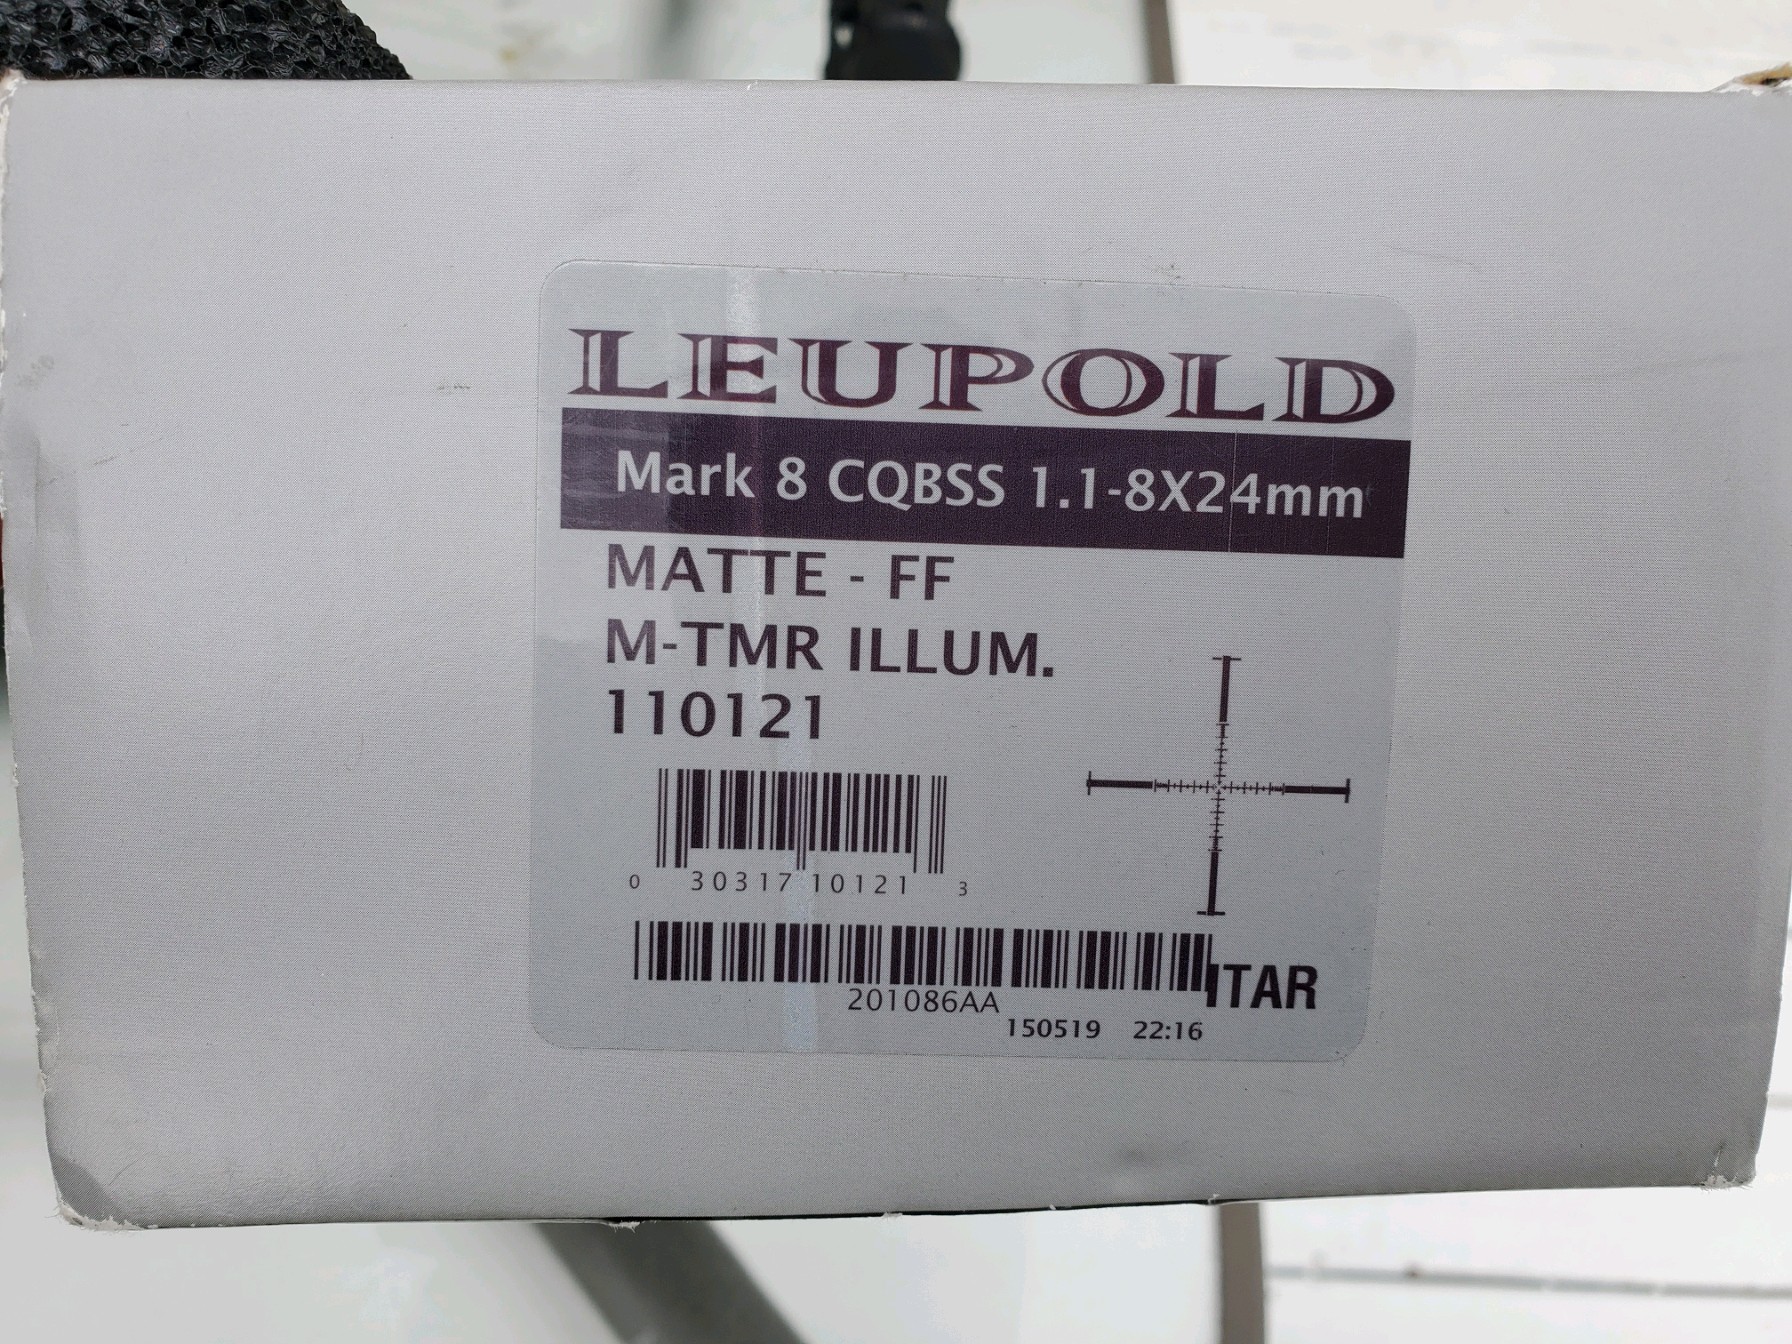 LEUPOLD
Mark 8 CQBSS 1.1-8X24mm
MATTE - FF
M-TMR ILLUM.
110121
0 30317 10121 3
ITAR
201086AA
150519 22:16